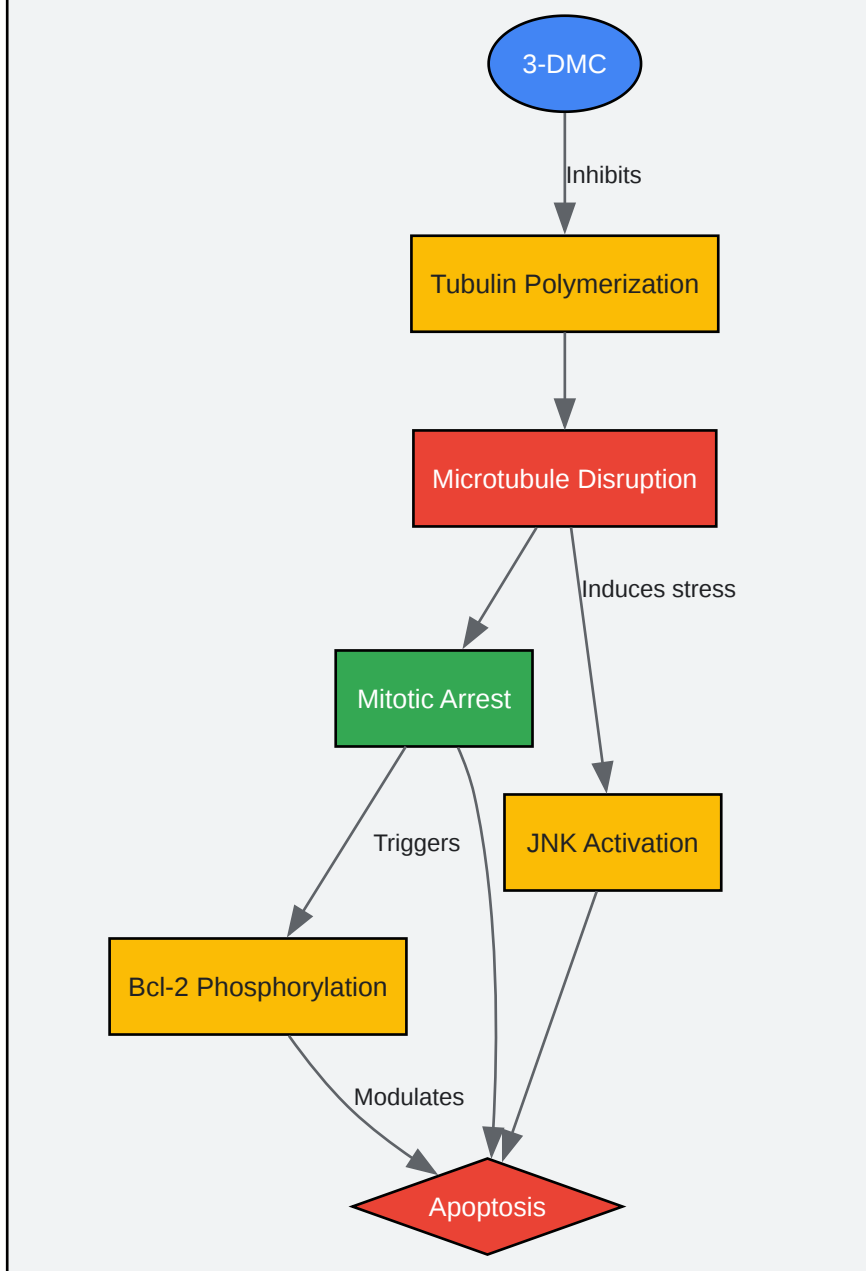 3-DMC
Inhibits
Tubulin Polymerization
Microtubule Disruption
Induces stress
Mitotic Arrest
Triggers
JNK Activation
Bcl-2 Phosphorylation
Modulates
Apoptosis